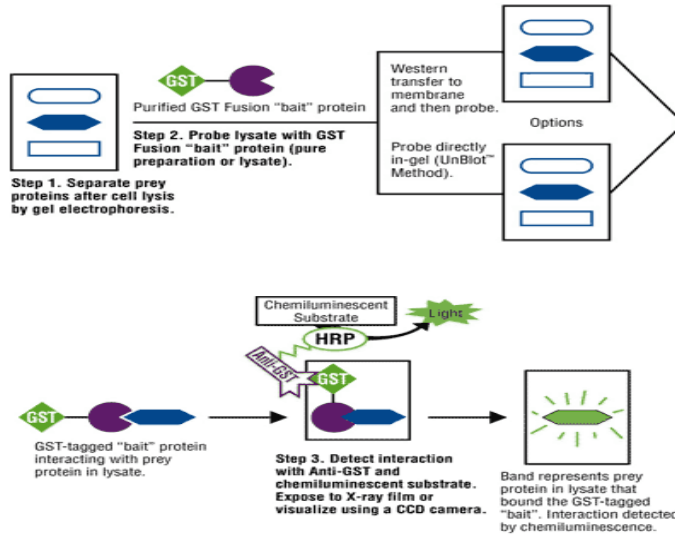 GST
Purified GST Fusion “bait” protein
Step 2. Probe lysate with GST
Fusion “bait” protein (pure
preparation or lysate).
Step 1. Separate prey
proteins after cell lysis
by gel electrophoresis.
Western
transfer to
membrane
and then probe.
Options
Probe directly
in-gel (UnBlot™
Method).
Chemiluminescent
Substrate
Light
HRP
Anti-GST
GST
GST
GST-tagged “bait” protein
interacting with prey
protein in lysate.
Step 3. Detect interaction
with Anti-GST and
chemiluminescent substrate.
Expose to X-ray film or
visualize using a CCD camera.
Band represents prey
protein in lysate that
bound the GST-tagged
“bait”. Interaction detected
by chemiluminescence.